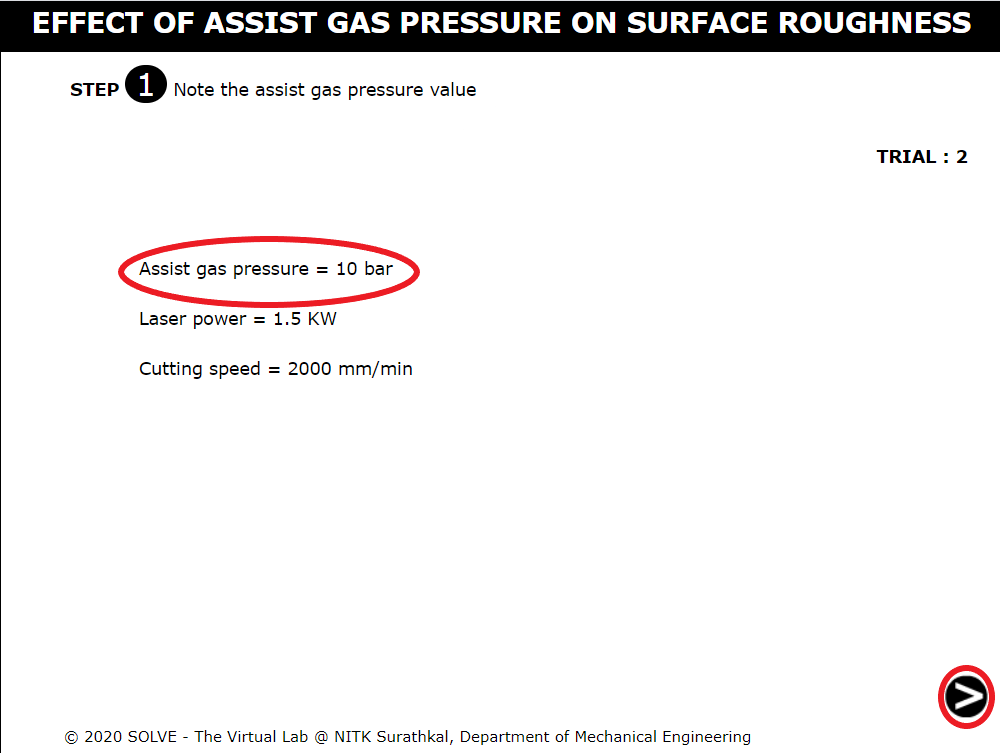 EFFECT OF ASSIST GAS PRESSURE ON SURFACE ROUGHNESS
STEP 1 Note the assist gas pressure value
TRIAL : 2
Assist gas pressure = 10 bar
Laser power = 1.5 KW
Cutting speed = 2000 mm/min
>
© 2020 SOLVE - The Virtual Lab @ NITK Surathkal, Department of Mechanical Engineering